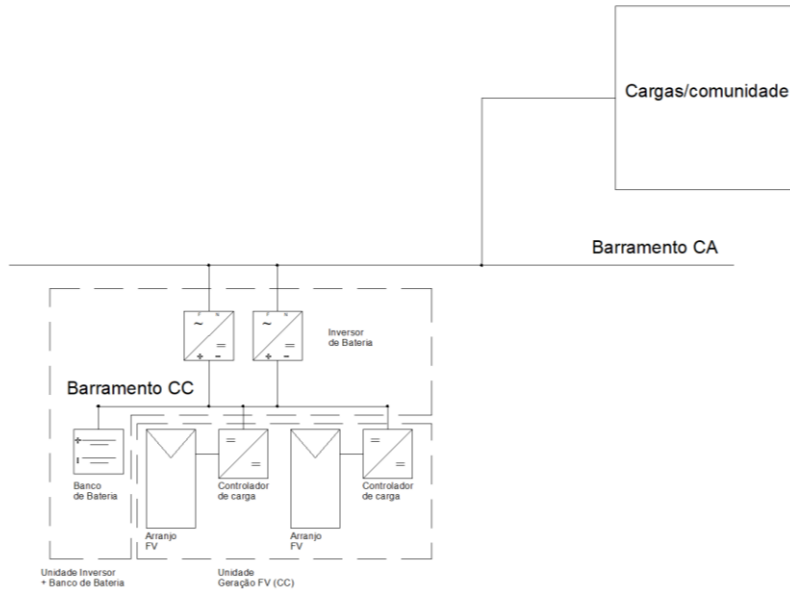 Cargas/comunidade
Barramento CA
Inversor
de Bateria
Barramento CC
Banco
de Bateria
Controlador
de carga
Controlador
de carga
Arranjo
FV
Arranjo
FV
Unidade Inversor
+ Banco de Bateria
Unidade
Geração FV (CC)